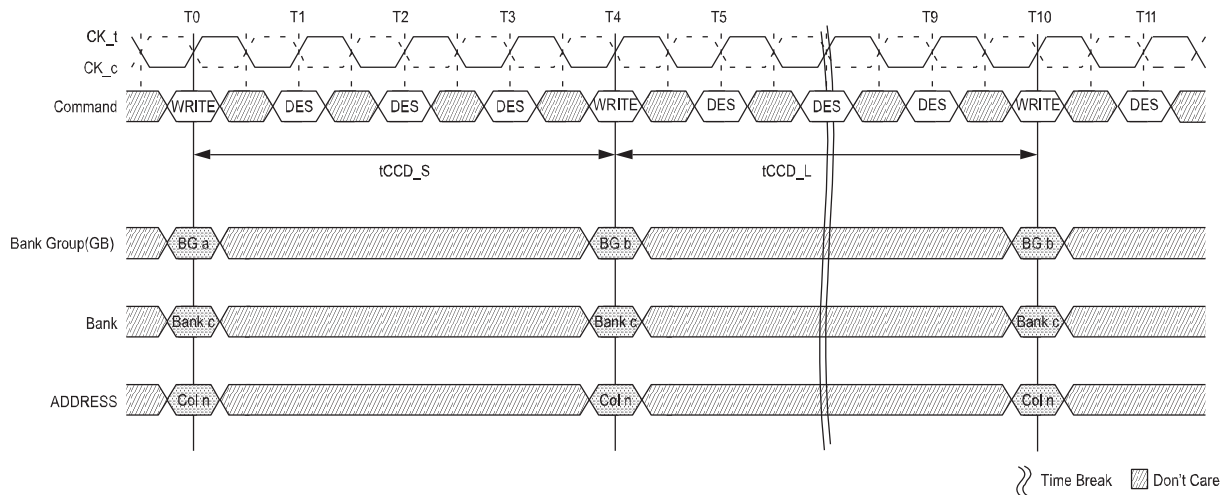 T0 T1 T2 T3 T4 T5 T9 T10 T11
CK_t
CK_c
Command WRITE DES DES DES WRITE DES DES DES WRITE DES
tCCD_S tCCD_L
Bank Group(GB) BG a BG b BG b
Bank Bank c Bank c Bank c
ADDRESS Col n Col n Col n
Time Break Don't Care